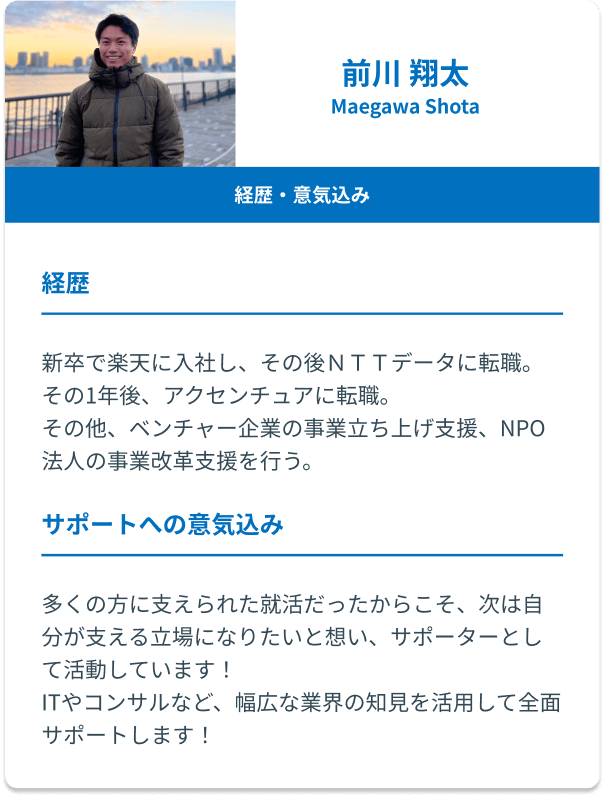 前川 翔太
Maegawa Shota
経歴・意気込み
経歴
新卒で楽天に入社し、その後ＮＴＴデータに転職。
その1年後、アクセンチュアに転職。
その他、ベンチャー企業の事業立ち上げ支援、NPO
法人の事業改革支援を行う。
サポートへの意気込み
多くの方に支えられた就活だったからこそ、次は自
分が支える立場になりたいと想い、サポーターとし
て活動しています！
ITやコンサルなど、幅広な業界の知見を活用して全面
サポートします！